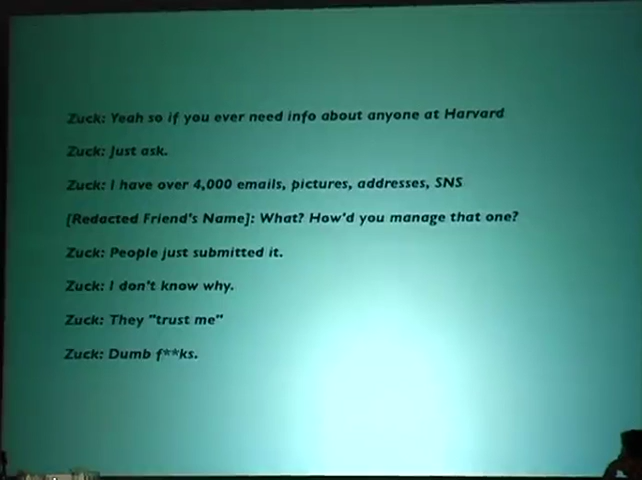 Zuck: Yeah so if you ever need info about anyone at Harvard
Zuck: Just ask.
Zuck: I have over 4,000 emails, pictures, addresses, SNS
[Redacted Friend's Name]: What? How'd you manage that one?
Zuck: People just submitted it.
Zuck: I don't know why.
Zuck: They "trust me"
Zuck: Dumb f**ks.